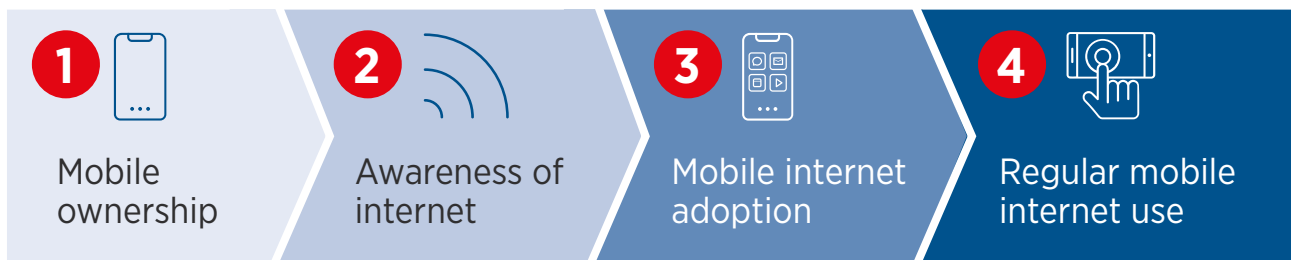 1
Mobile
ownership
2
Awareness of
internet
3
Mobile internet
adoption
4
Regular mobile
internet use